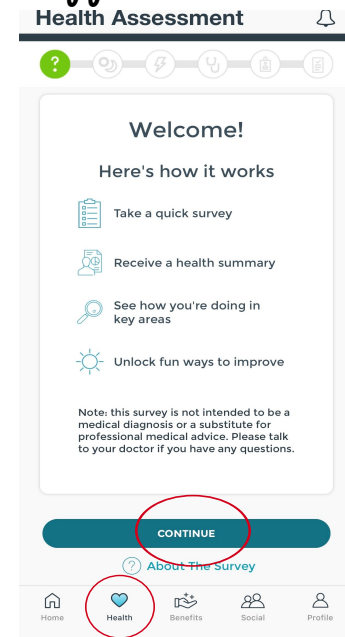 Health Assessment
?
Welcome!
Here's how it works
Take a quick survey
Receive a health summary
See how you're doing in
key areas
Unlock fun ways to improve
Note: this survey is not intended to be a
medical diagnosis or a substitute for
professional medical advice. Please talk
to your doctor if you have any questions.
CONTINUE
? About The Survey
Home Health Benefits Social Profile